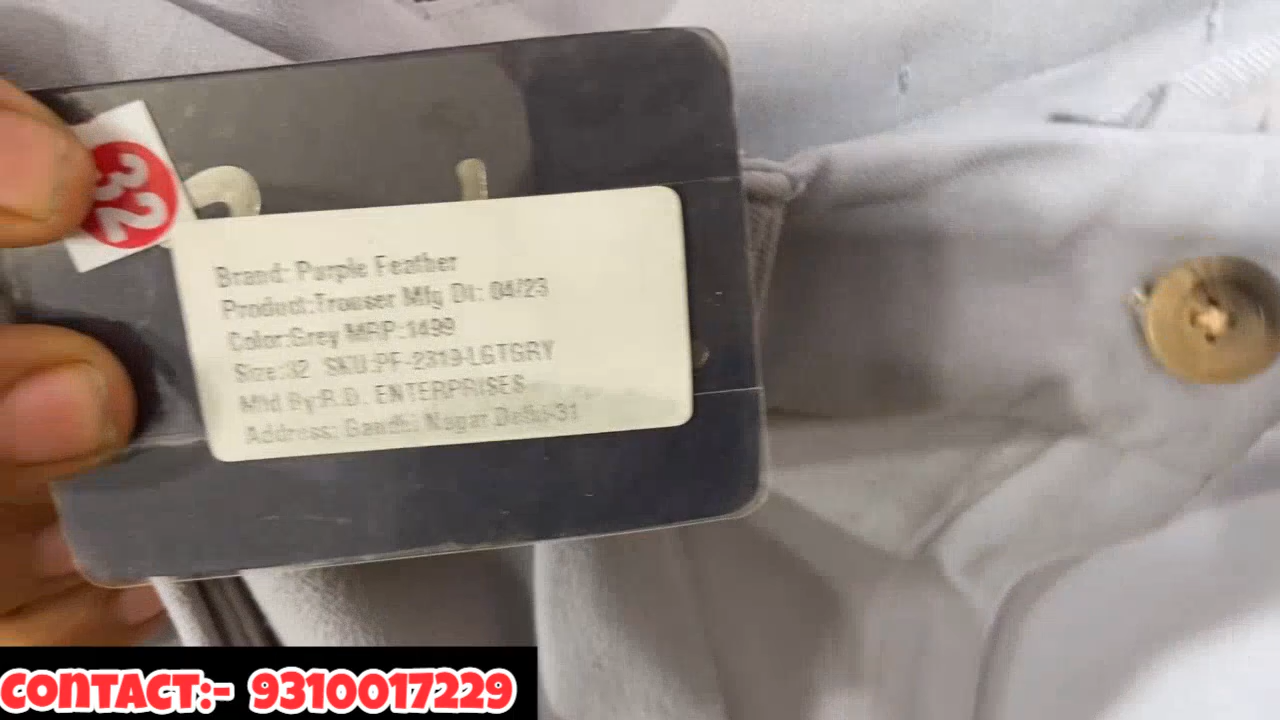 32
Brand: Purple Feather
Product:Trouser Mfg Dt: 04/23
Color:Grey MRP:1499
Size:32 SKU:PF-2319-LGTGRY
Mfd By:R.D. ENTERPRISES
Address: Gandhi Nagar Delhi-31
CONTACT:- 9310017229